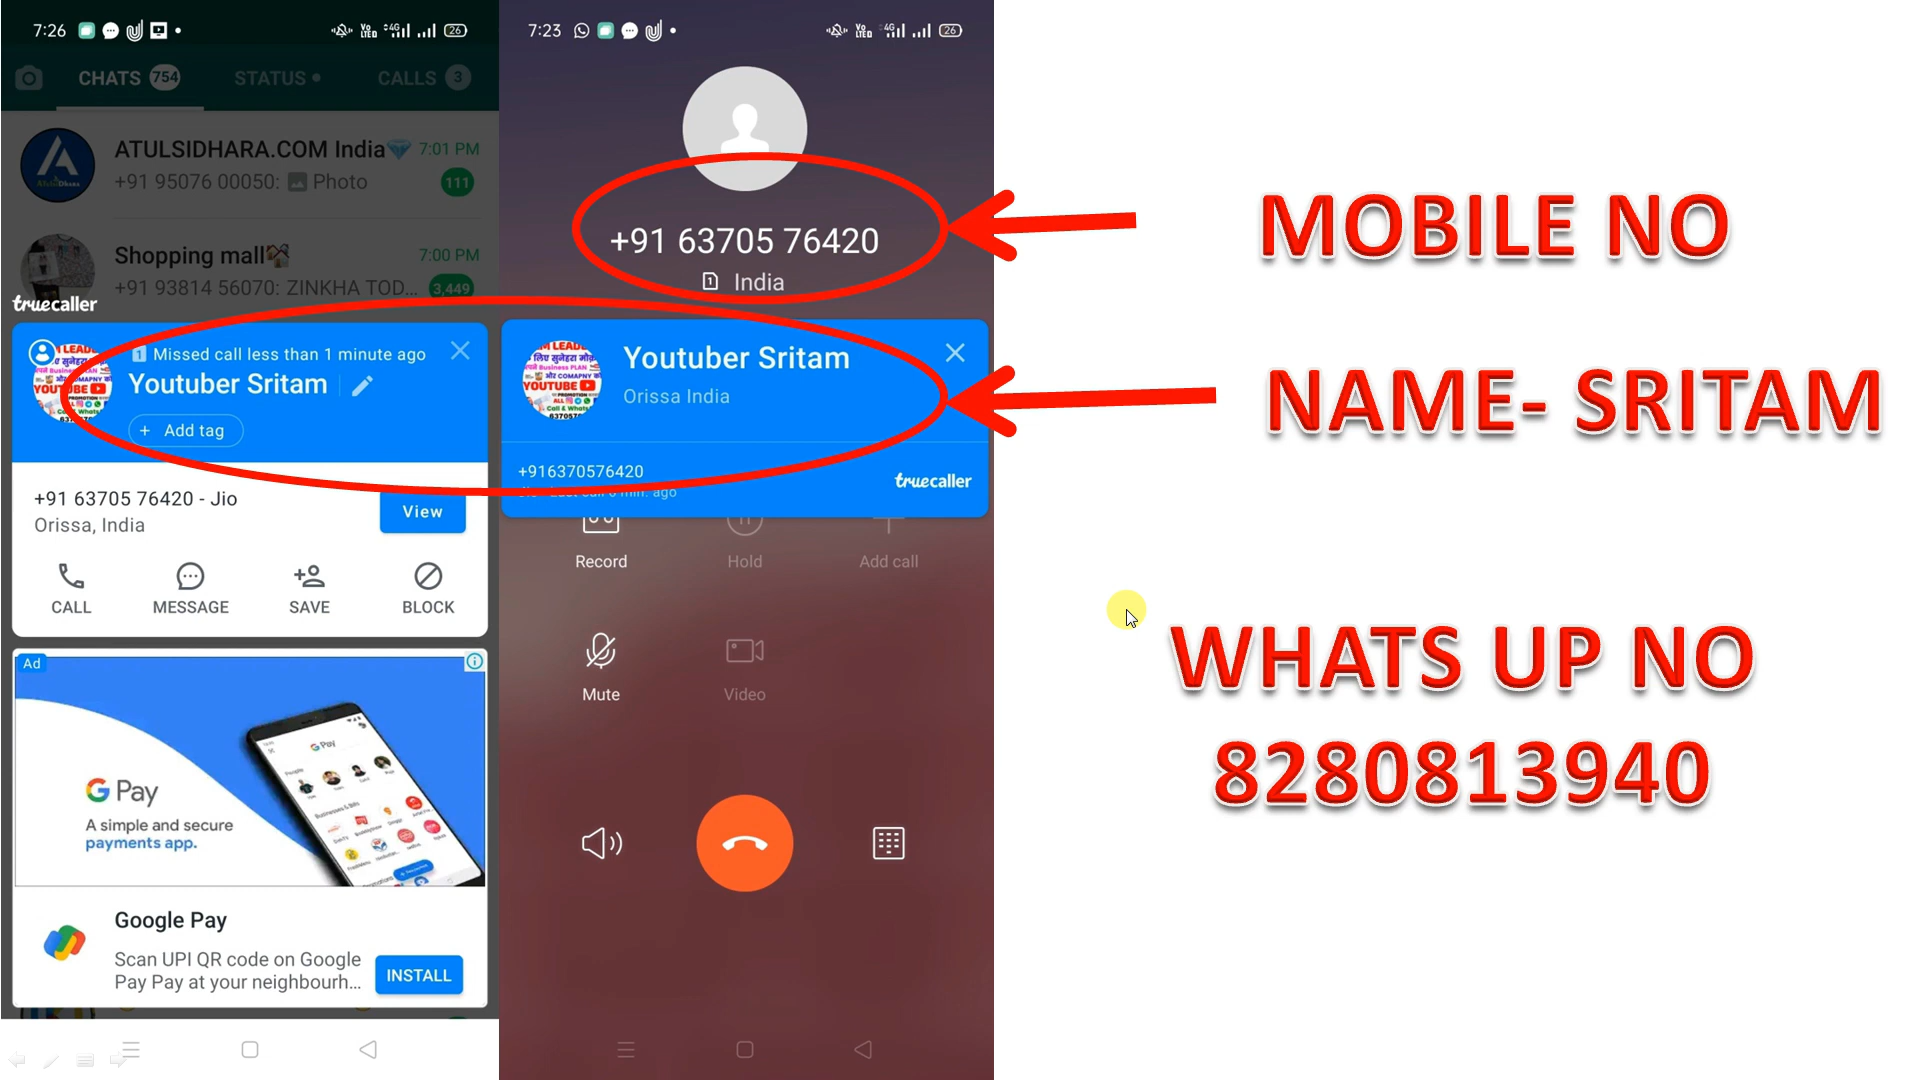 7:26
26
CHATS 754
STATUS
CALLS 3
ATULSIDHARA.COM India 7:01 PM
+91 95076 00050: Photo 111
Shopping mall 7:00 PM
+91 93814 56070: ZINKHA TOD... 3,449
truecaller
1 Missed call less than 1 minute ago
Youtuber Sritam
+ Add tag
+91 63705 76420 - Jio
Orissa, India
View
CALL MESSAGE SAVE BLOCK
Ad
G Pay
A simple and secure
payments app.
Google Pay
Scan UPI QR code on Google
Pay Pay at your neighbourh...
INSTALL
7:23
26
+91 63705 76420
1 India
Youtuber Sritam
Orissa India
+916370576420
truecaller
Record Hold Add call
Mute Video
MOBILE NO
NAME- SRITAM
WHATS UP NO
8280813940